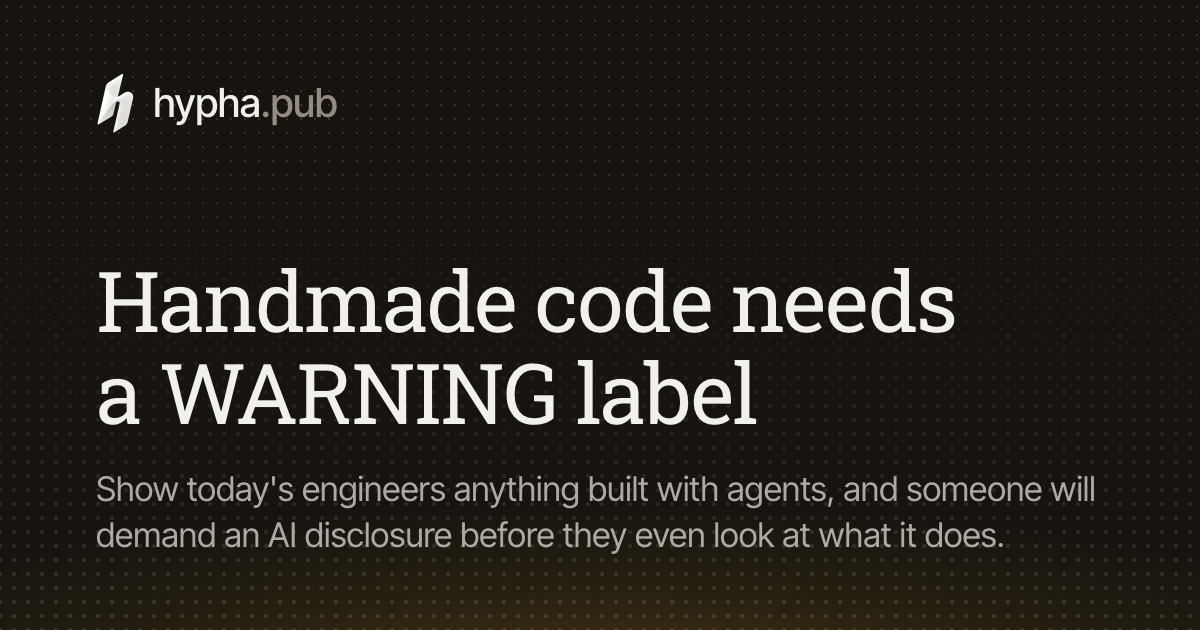 hypha.pub
Handmade code needs
a WARNING label
Show today's engineers anything built with agents, and someone will
demand an AI disclosure before they even look at what it does.